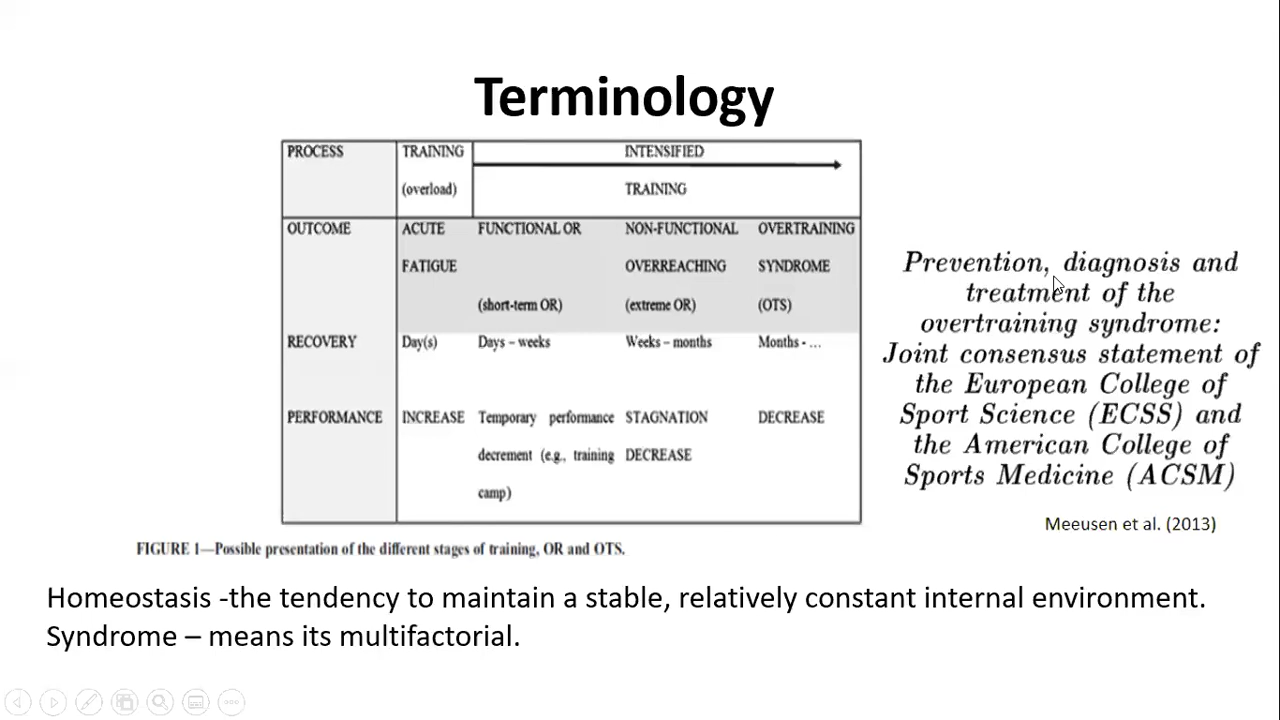 Terminology
PROCESS TRAINING INTENSIFIED
(overload) TRAINING
OUTCOME ACUTE FUNCTIONAL OR NON-FUNCTIONAL OVERTRAINING
FATIGUE OVERREACHING SYNDROME
(short-term OR) (extreme OR) (OTS)
RECOVERY Day(s) Days – weeks Weeks – months Months - ...
PERFORMANCE INCREASE Temporary performance STAGNATION DECREASE
decrement (e.g., training DECREASE
camp)
FIGURE 1—Possible presentation of the different stages of training, OR and OTS.
Prevention, diagnosis and
treatment of the
overtraining syndrome:
Joint consensus statement of
the European College of
Sport Science (ECSS) and
the American College of
Sports Medicine (ACSM)
Meeusen et al. (2013)
Homeostasis -the tendency to maintain a stable, relatively constant internal environment.
Syndrome – means its multifactorial.